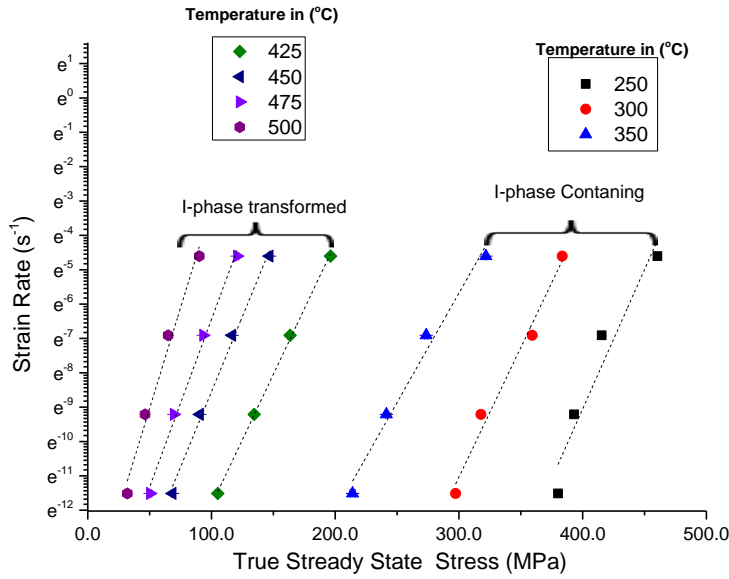 Temperature in (°C)
425
450
475
500
Temperature in (°C)
250
300
350
I-phase transformed
I-phase Contaning
Strain Rate (s⁻¹)
e¹
e⁰
e⁻¹
e⁻²
e⁻³
e⁻⁴
e⁻⁵
e⁻⁶
e⁻⁷
e⁻⁸
e⁻⁹
e⁻¹⁰
e⁻¹¹
e⁻¹²
0.0 100.0 200.0 300.0 400.0 500.0
True Stready State Stress (MPa)